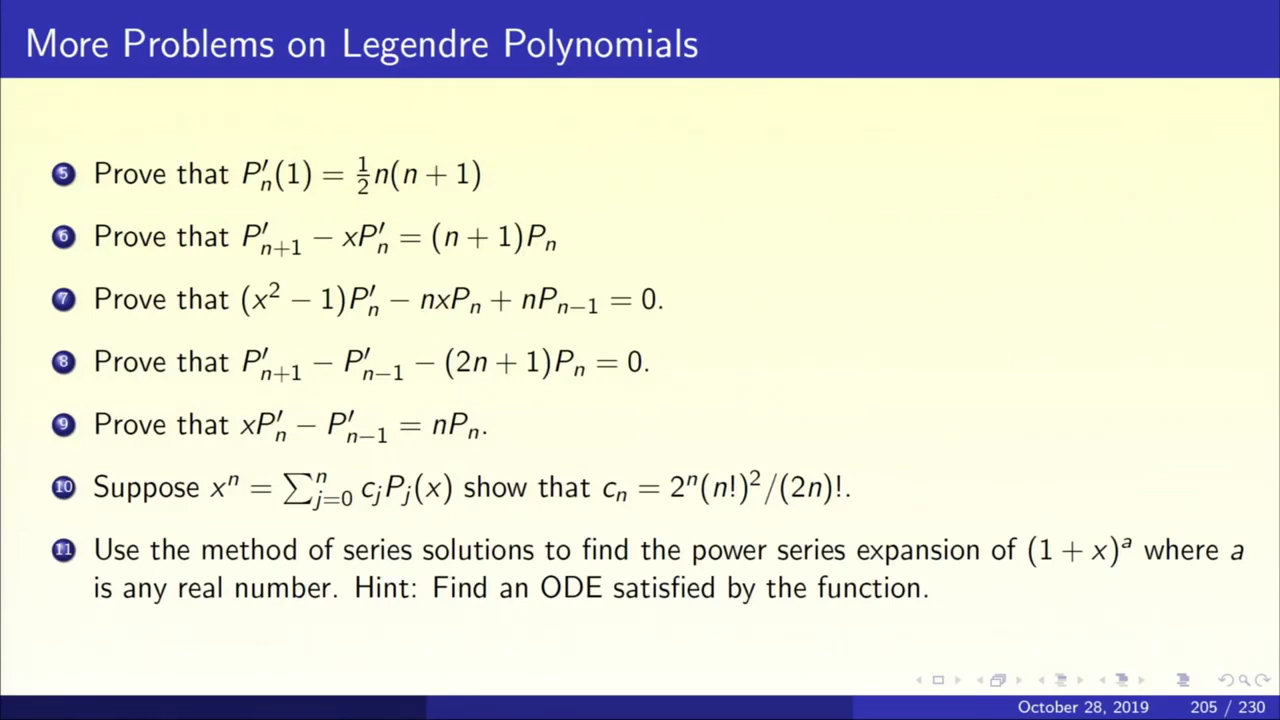 More Problems on Legendre Polynomials
5 Prove that P′ₙ(1) = ½n(n + 1)
6 Prove that P′ₙ₊₁ − xP′ₙ = (n + 1)Pₙ
7 Prove that (x² − 1)P′ₙ − nxPₙ + nPₙ₋₁ = 0.
8 Prove that P′ₙ₊₁ − P′ₙ₋₁ − (2n + 1)Pₙ = 0.
9 Prove that xP′ₙ − P′ₙ₋₁ = nPₙ.
10 Suppose xⁿ = ∑ⁿⱼ₌₀ cⱼPⱼ(x) show that cₙ = 2ⁿ(n!)²/(2n)!.
11 Use the method of series solutions to find the power series expansion of (1 + x)ᵃ where a
is any real number. Hint: Find an ODE satisfied by the function.
October 28, 2019 205 / 230